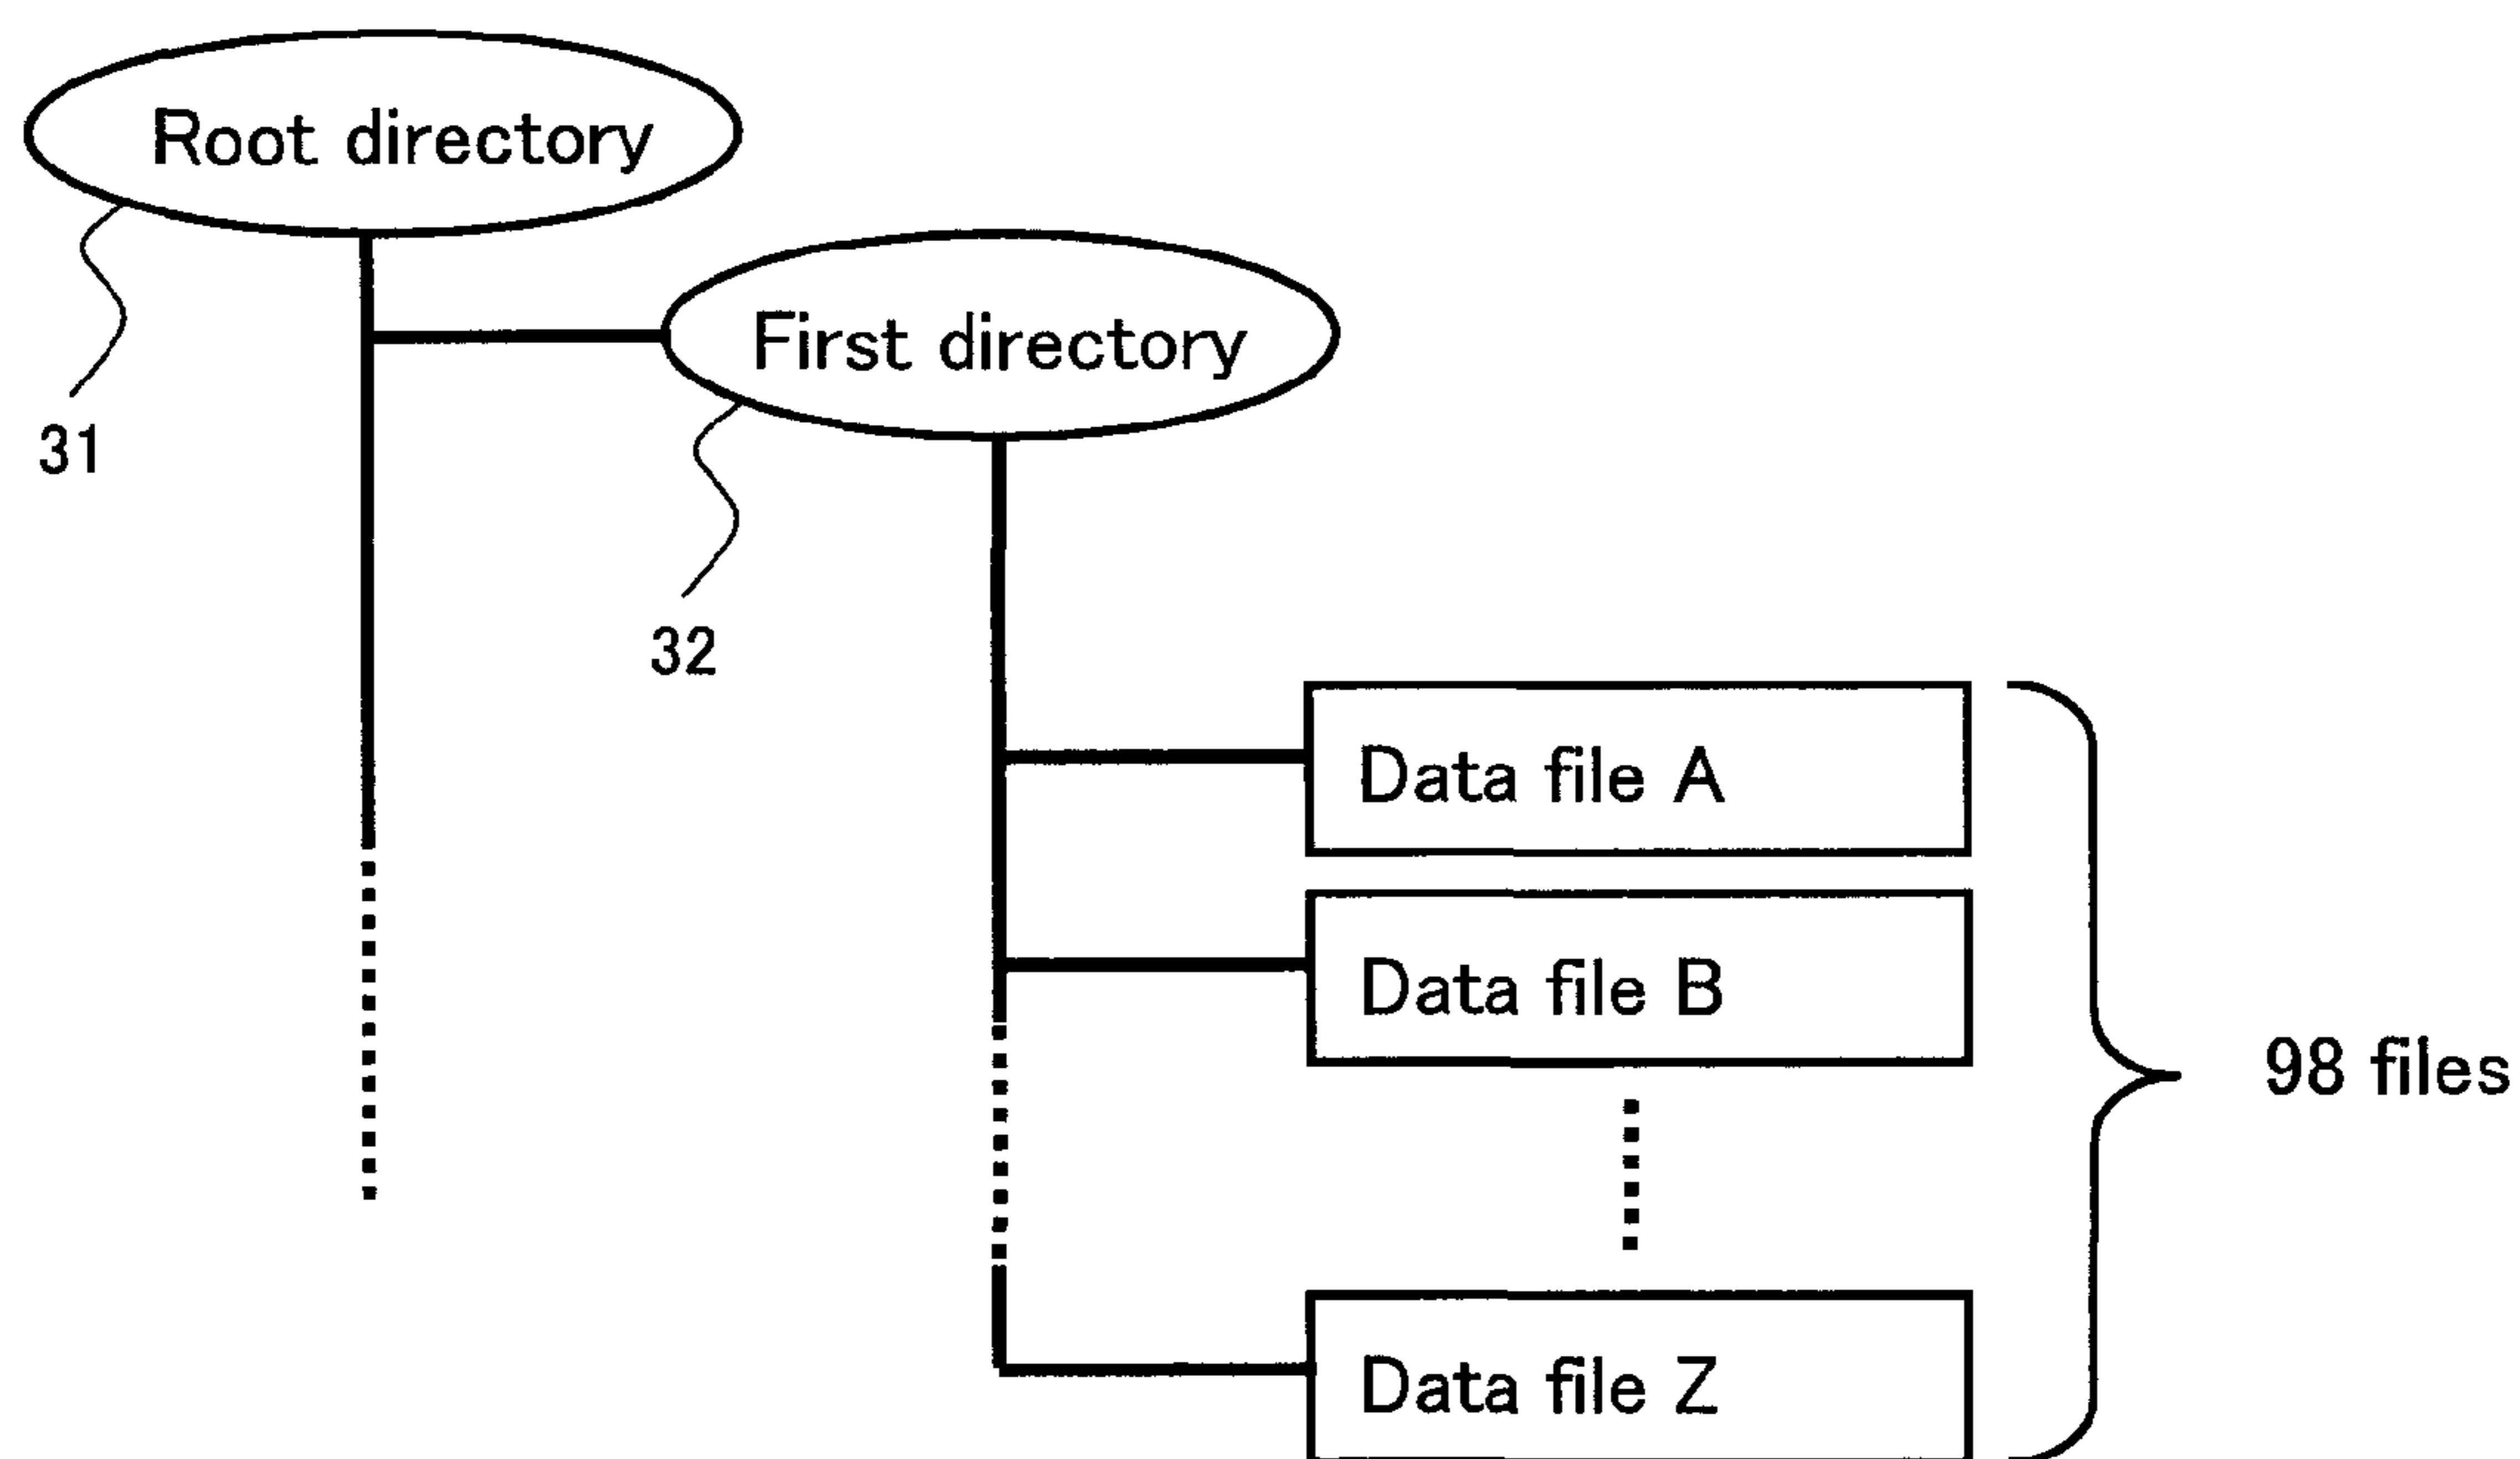 Root directory
First directory
31
32
Data file A
Data file B
98 files
Data file Z